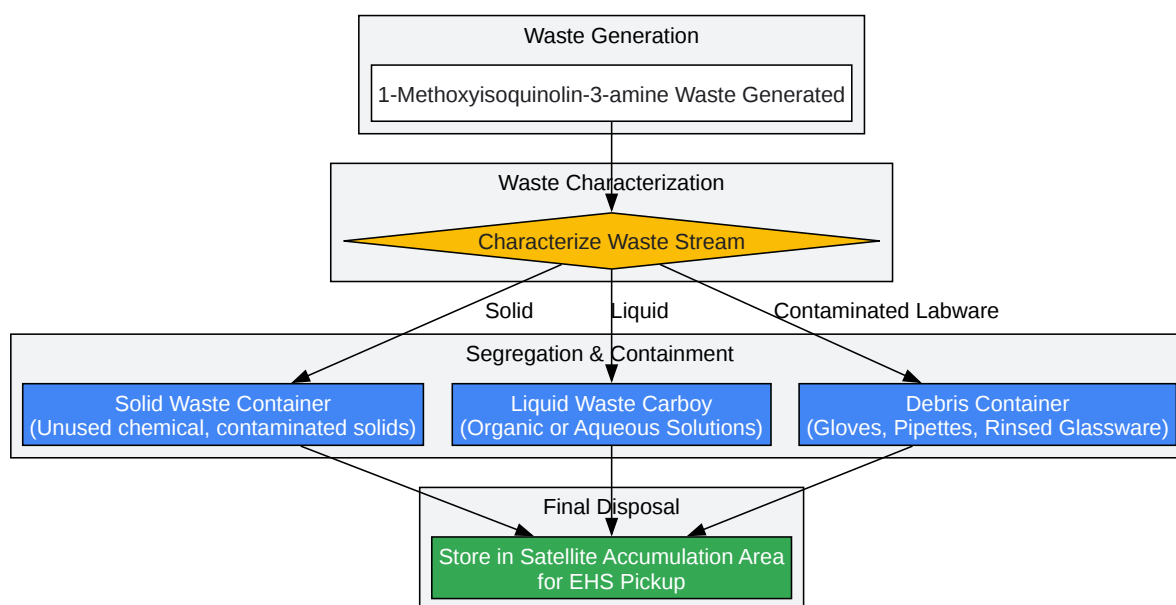 Waste Generation
1-Methoxyisoquinolin-3-amine Waste Generated
Waste Characterization
Characterize Waste Stream
Solid
Liquid
Contaminated Labware
Segregation & Containment
Solid Waste Container
(Unused chemical, contaminated solids)
Liquid Waste Carboy
(Organic or Aqueous Solutions)
Debris Container
(Gloves, Pipettes, Rinsed Glassware)
Final Disposal
Store in Satellite Accumulation Area
for EHS Pickup